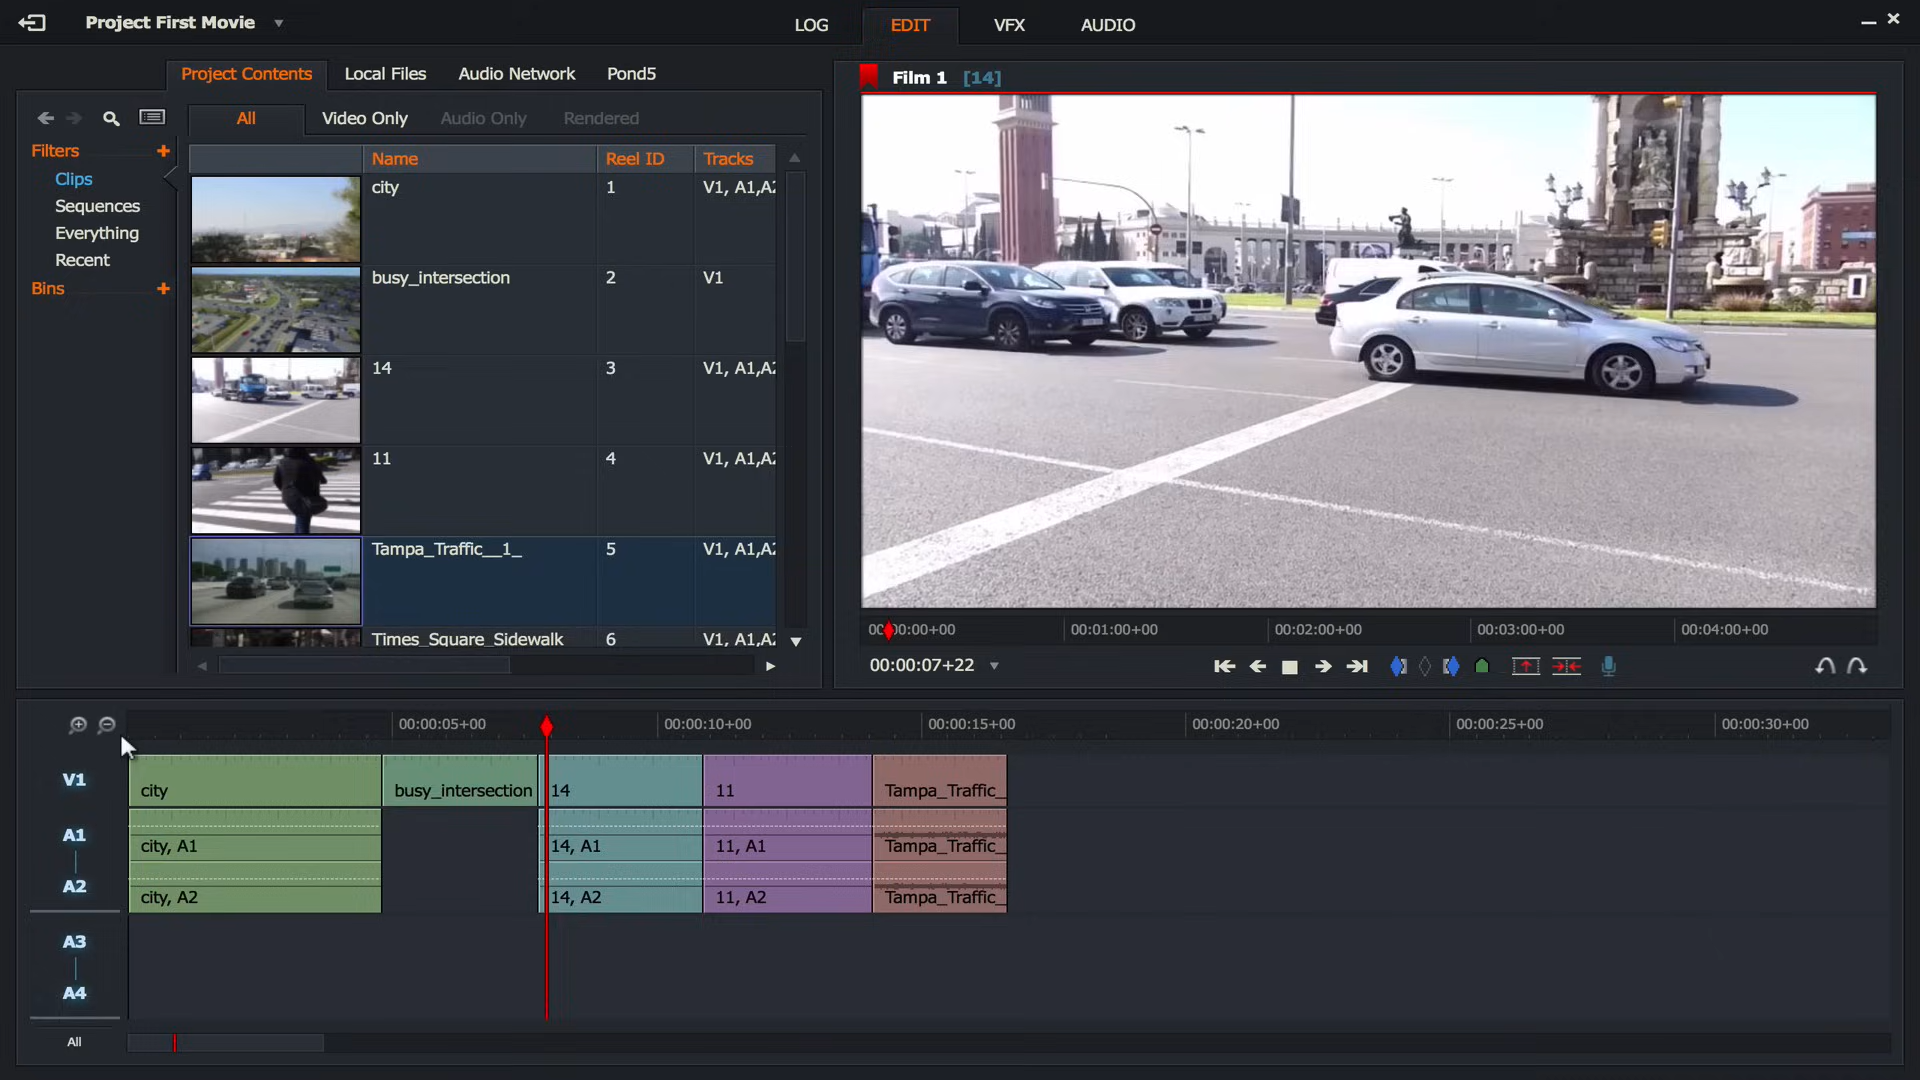 Project First Movie
LOG EDIT VFX AUDIO
Project Contents Local Files Audio Network Pond5
Film 1 [14]
All Video Only Audio Only Rendered
Filters
Clips
Sequences
Everything
Recent
Bins
Name Reel ID Tracks
city 1 V1, A1,A2
busy_intersection 2 V1
14 3 V1, A1,A2
11 4 V1, A1,A2
Tampa_Traffic__1_ 5 V1, A1,A2
Times_Square_Sidewalk 6 V1, A1,A2
00:00:00+00 00:01:00+00 00:02:00+00 00:03:00+00 00:04:00+00
00:00:07+22
00:00:05+00 00:00:10+00 00:00:15+00 00:00:20+00 00:00:25+00 00:00:30+00
V1 city busy_intersection 14 11 Tampa_Traffic_
A1 city, A1 14, A1 11, A1 Tampa_Traffic_
A2 city, A2 14, A2 11, A2 Tampa_Traffic_
A3
A4
All